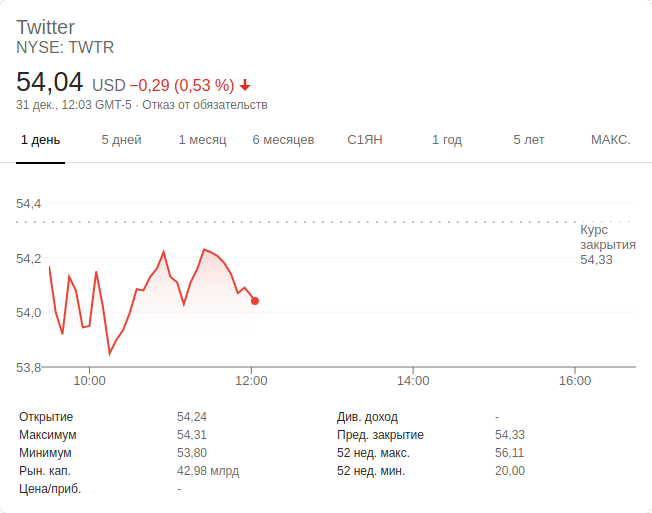 Twitter
NYSE: TWTR
54,04 USD −0,29 (0,53 %)
31 дек., 12:03 GMT-5 · Отказ от обязательств
1 день 5 дней 1 месяц 6 месяцев С1ЯН 1 год 5 лет МАКС.
54,4
Курс
закрытия
54,33
54,2
54,0
53,8
10:00 12:00 14:00 16:00
Открытие 54,24 Див. доход -
Максимум 54,31 Пред. закрытие 54,33
Минимум 53,80 52 нед. макс. 56,11
Рын. кап. 42,98 млрд 52 нед. мин. 20,00
Цена/приб. -